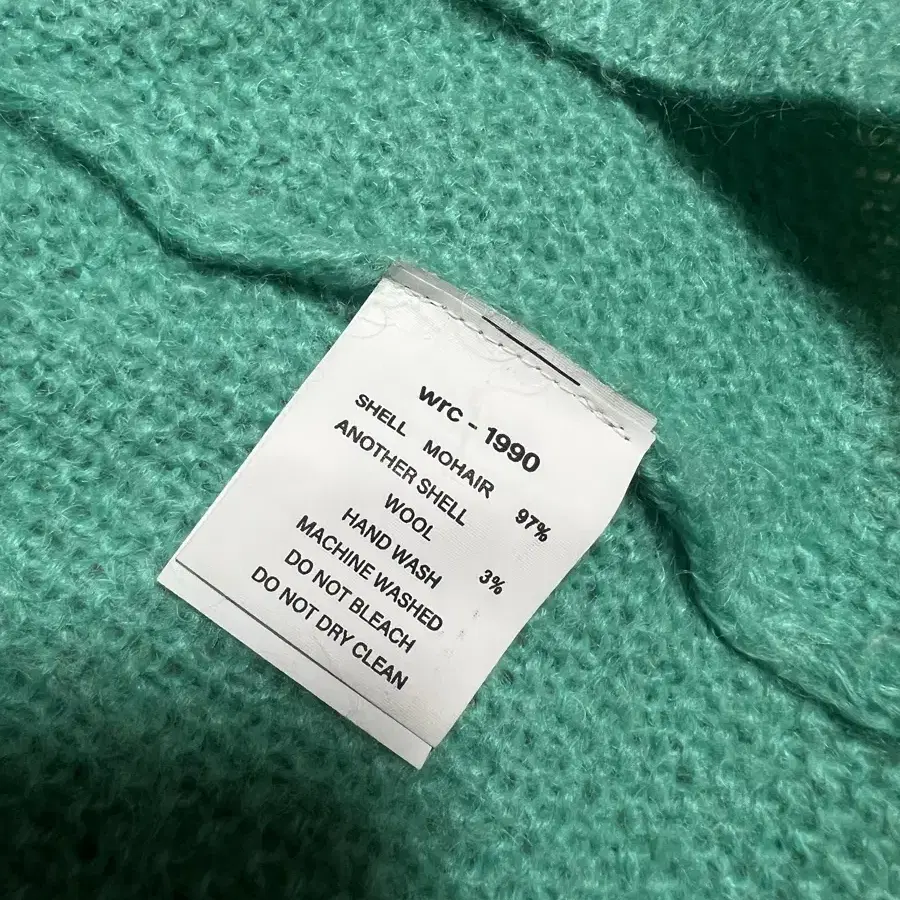 wrc - 1990
SHELL MOHAIR 97%
ANOTHER SHELL
WOOL 3%
HAND WASH
MACHINE WASHED
DO NOT BLEACH
DO NOT DRY CLEAN